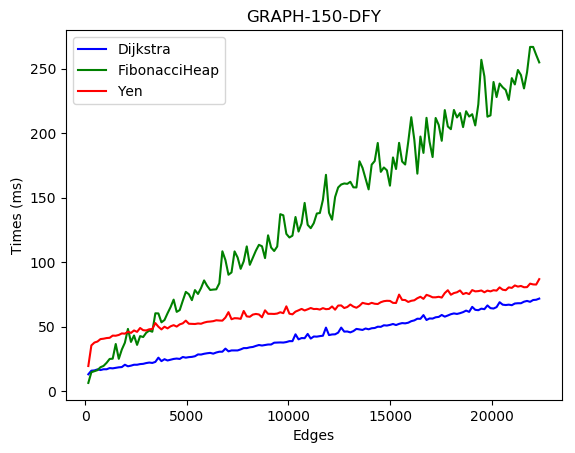 GRAPH-150-DFY
Dijkstra
FibonacciHeap
Yen
Times (ms)
250
200
150
100
50
0
0 5000 10000 15000 20000
Edges